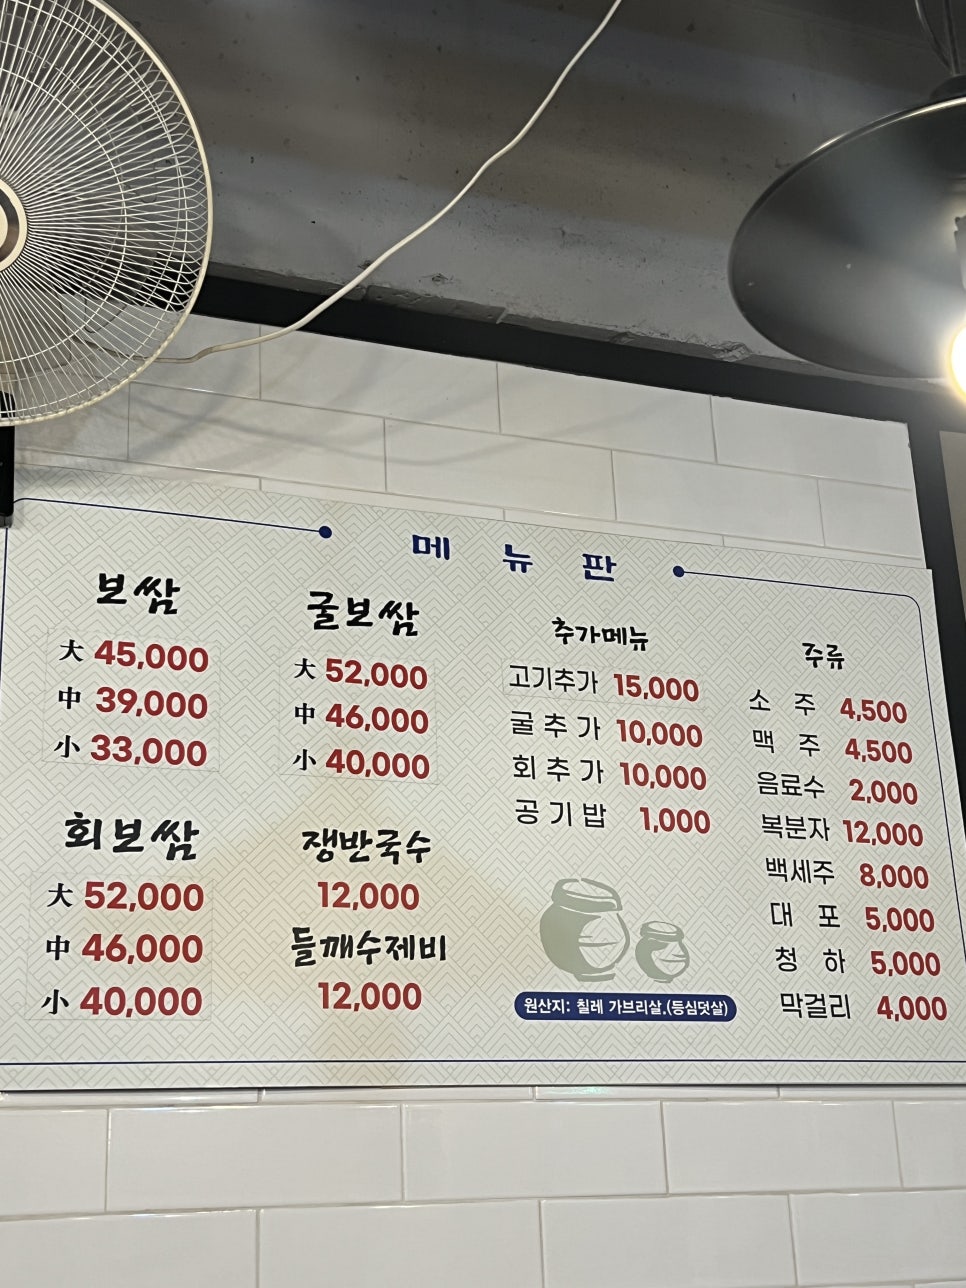 메뉴판
보쌈
大 45,000
中 39,000
小 33,000
굴보쌈
大 52,000
中 46,000
小 40,000
회보쌈
大 52,000
中 46,000
小 40,000
쟁반국수
12,000
들깨수제비
12,000
추가메뉴
고기추가 15,000
굴추가 10,000
회추가 10,000
공기밥 1,000
원산지: 칠레 가브리살.(등심덧살)
주류
소주 4,500
맥주 4,500
음료수 2,000
복분자 12,000
백세주 8,000
대포 5,000
청하 5,000
막걸리 4,000